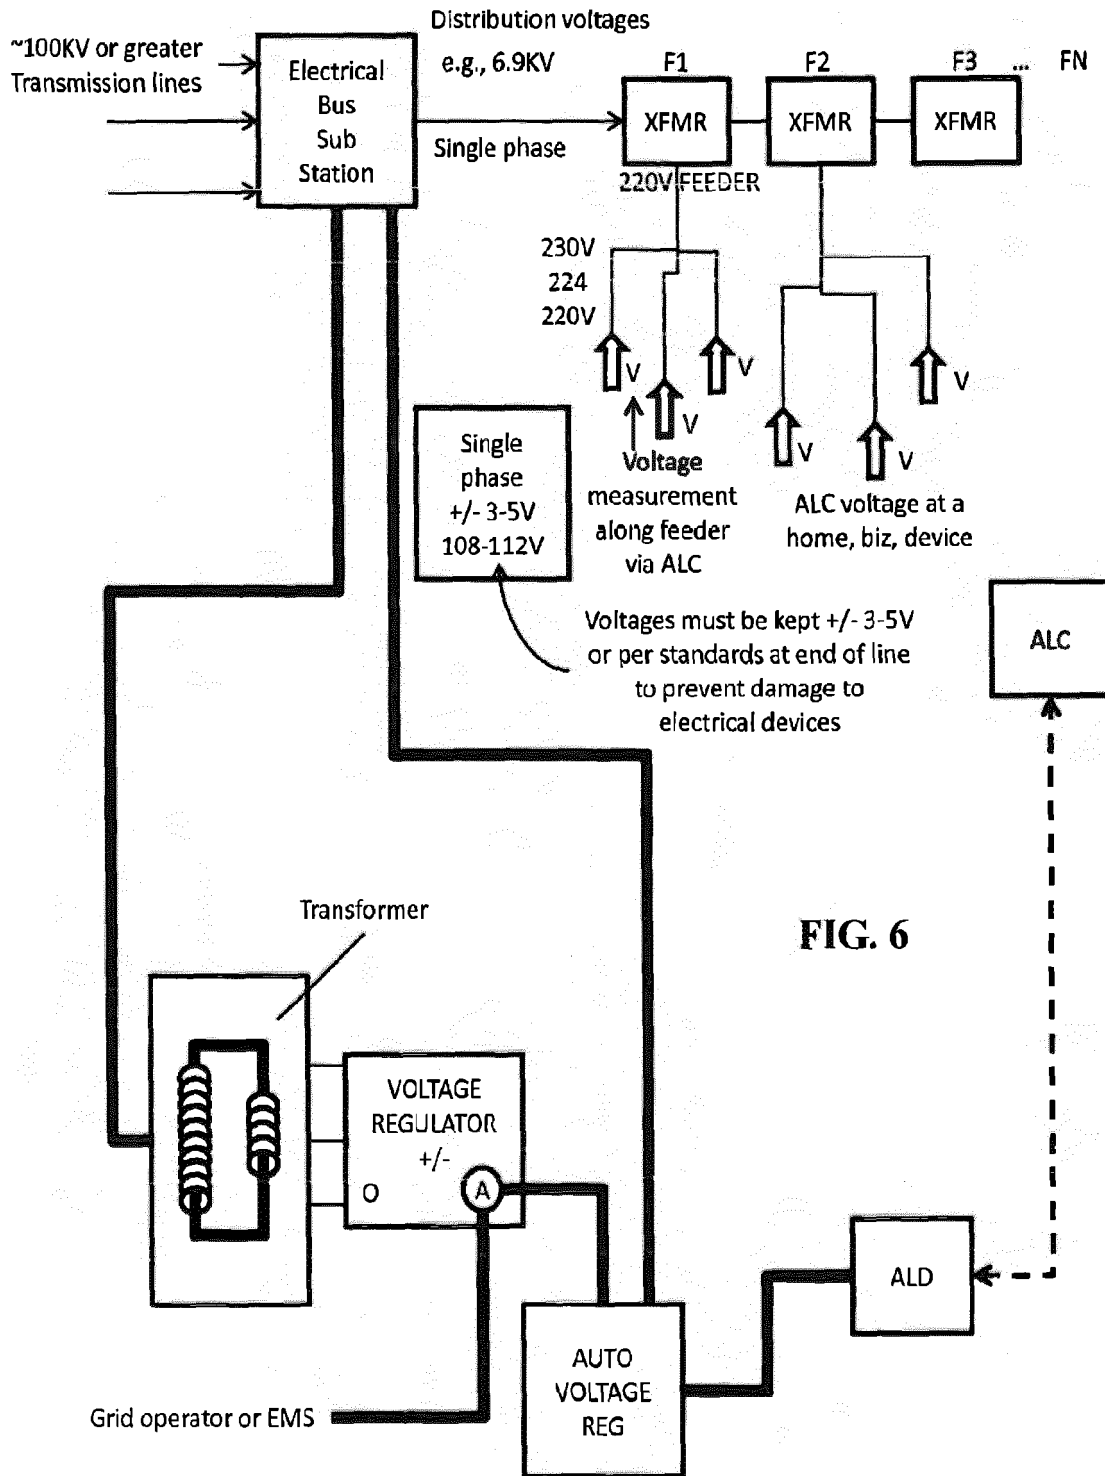 ~100KV or greater
Transmission lines
Electrical
Bus
Sub
Station
Distribution voltages
e.g., 6.9KV
Single phase
F1
F2
F3 ... FN
XFMR
XFMR
XFMR
220V FEEDER
230V
224
220V
V
V
V
V
V
V
Single
phase
+/- 3-5V
108-112V
Voltage
measurement
along feeder
via ALC
ALC voltage at a
home, biz, device
Voltages must be kept +/- 3-5V
or per standards at end of line
to prevent damage to
electrical devices
ALC
Transformer
FIG. 6
VOLTAGE
REGULATOR
+/-
O
A
ALD
AUTO
VOLTAGE
REG
Grid operator or EMS